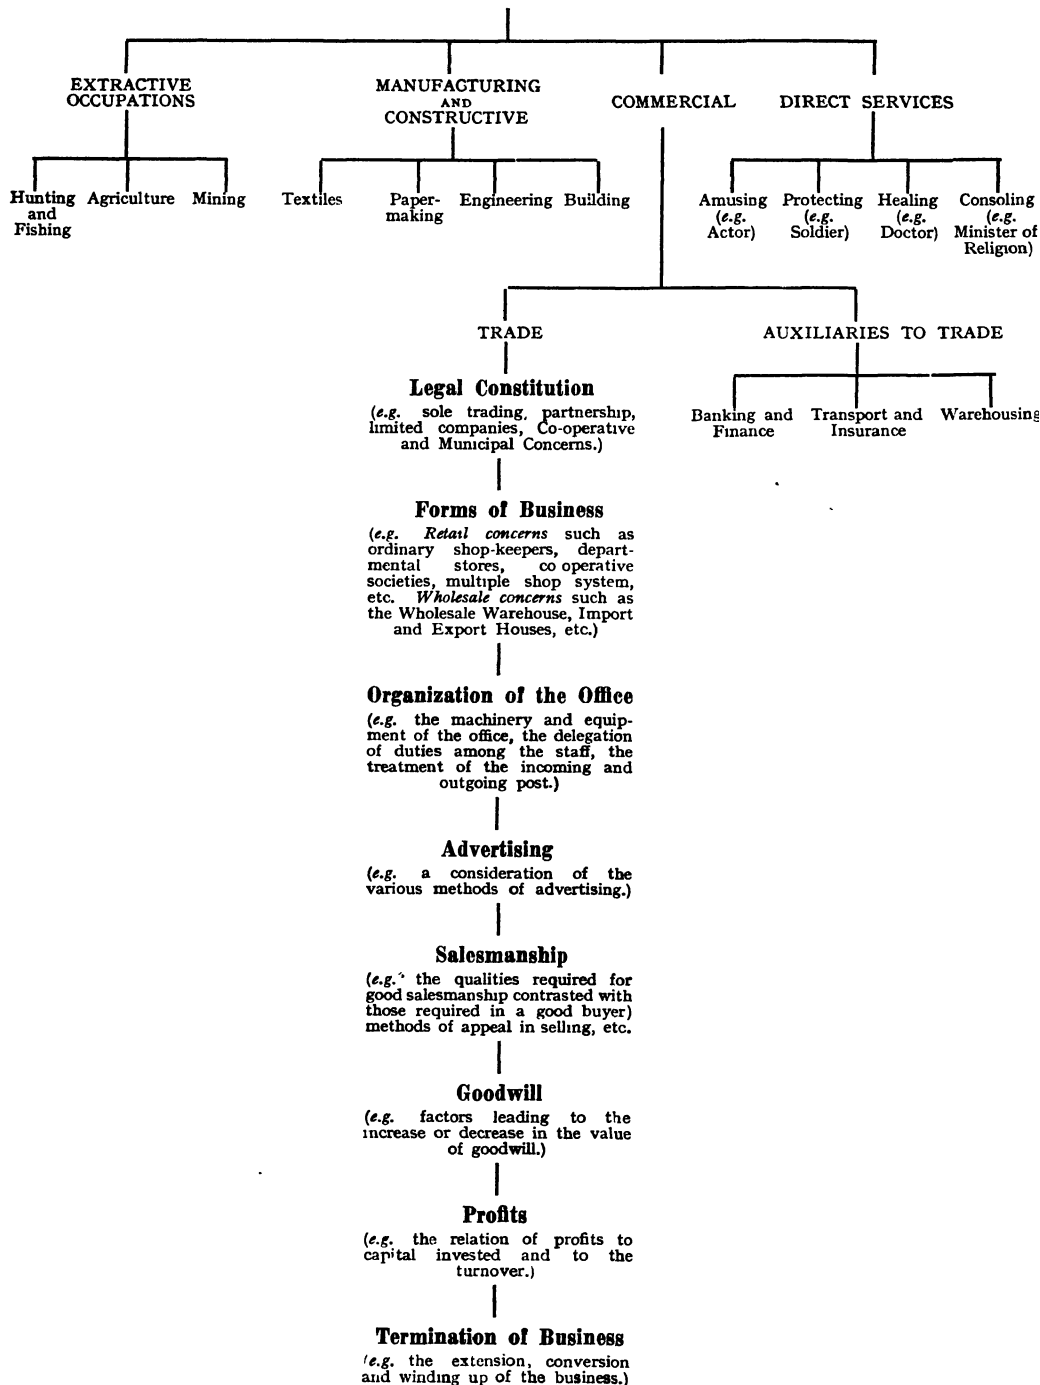 EXTRACTIVE
OCCUPATIONS
Hunting
and
Fishing
Agriculture
Mining
MANUFACTURING
AND
CONSTRUCTIVE
Textiles
Paper-
making
Engineering
Building
COMMERCIAL
DIRECT SERVICES
Amusing
(e.g.
Actor)
Protecting
(e.g.
Soldier)
Healing
(e.g.
Doctor)
Consoling
(e.g.
Minister of
Religion)
TRADE
Legal Constitution
(e.g. sole trading, partnership,
limited companies, Co-operative
and Municipal Concerns.)
Forms of Business
(e.g. Retail concerns such as
ordinary shop-keepers, depart-
mental stores, co operative
societies, multiple shop system,
etc. Wholesale concerns such as
the Wholesale Warehouse, Import
and Export Houses, etc.)
Organization of the Office
(e.g. the machinery and equip-
ment of the office, the delegation
of duties among the staff, the
treatment of the incoming and
outgoing post.)
Advertising
(e.g. a consideration of the
various methods of advertising.)
Salesmanship
(e.g. the qualities required for
good salesmanship contrasted with
those required in a good buyer)
methods of appeal in selling, etc.
Goodwill
(e.g. factors leading to the
increase or decrease in the value
of goodwill.)
Profits
(e.g. the relation of profits to
capital invested and to the
turnover.)
Termination of Business
(e.g. the extension, conversion
and winding up of the business.)
AUXILIARIES TO TRADE
Banking and
Finance
Transport and
Insurance
Warehousing